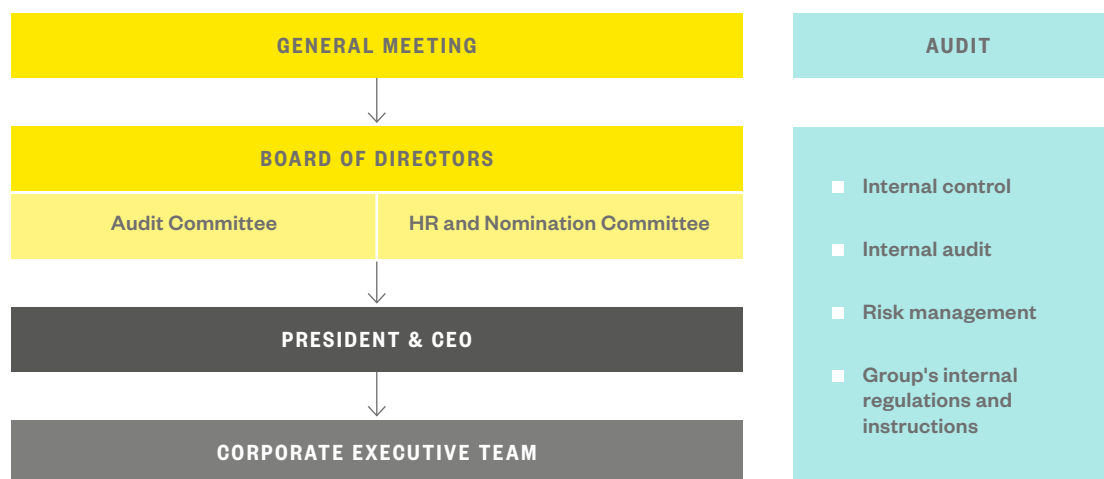 GENERAL MEETING
BOARD OF DIRECTORS
Audit Committee
HR and Nomination Committee
PRESIDENT & CEO
CORPORATE EXECUTIVE TEAM
AUDIT
Internal control
Internal audit
Risk management
Group's internal
regulations and
instructions